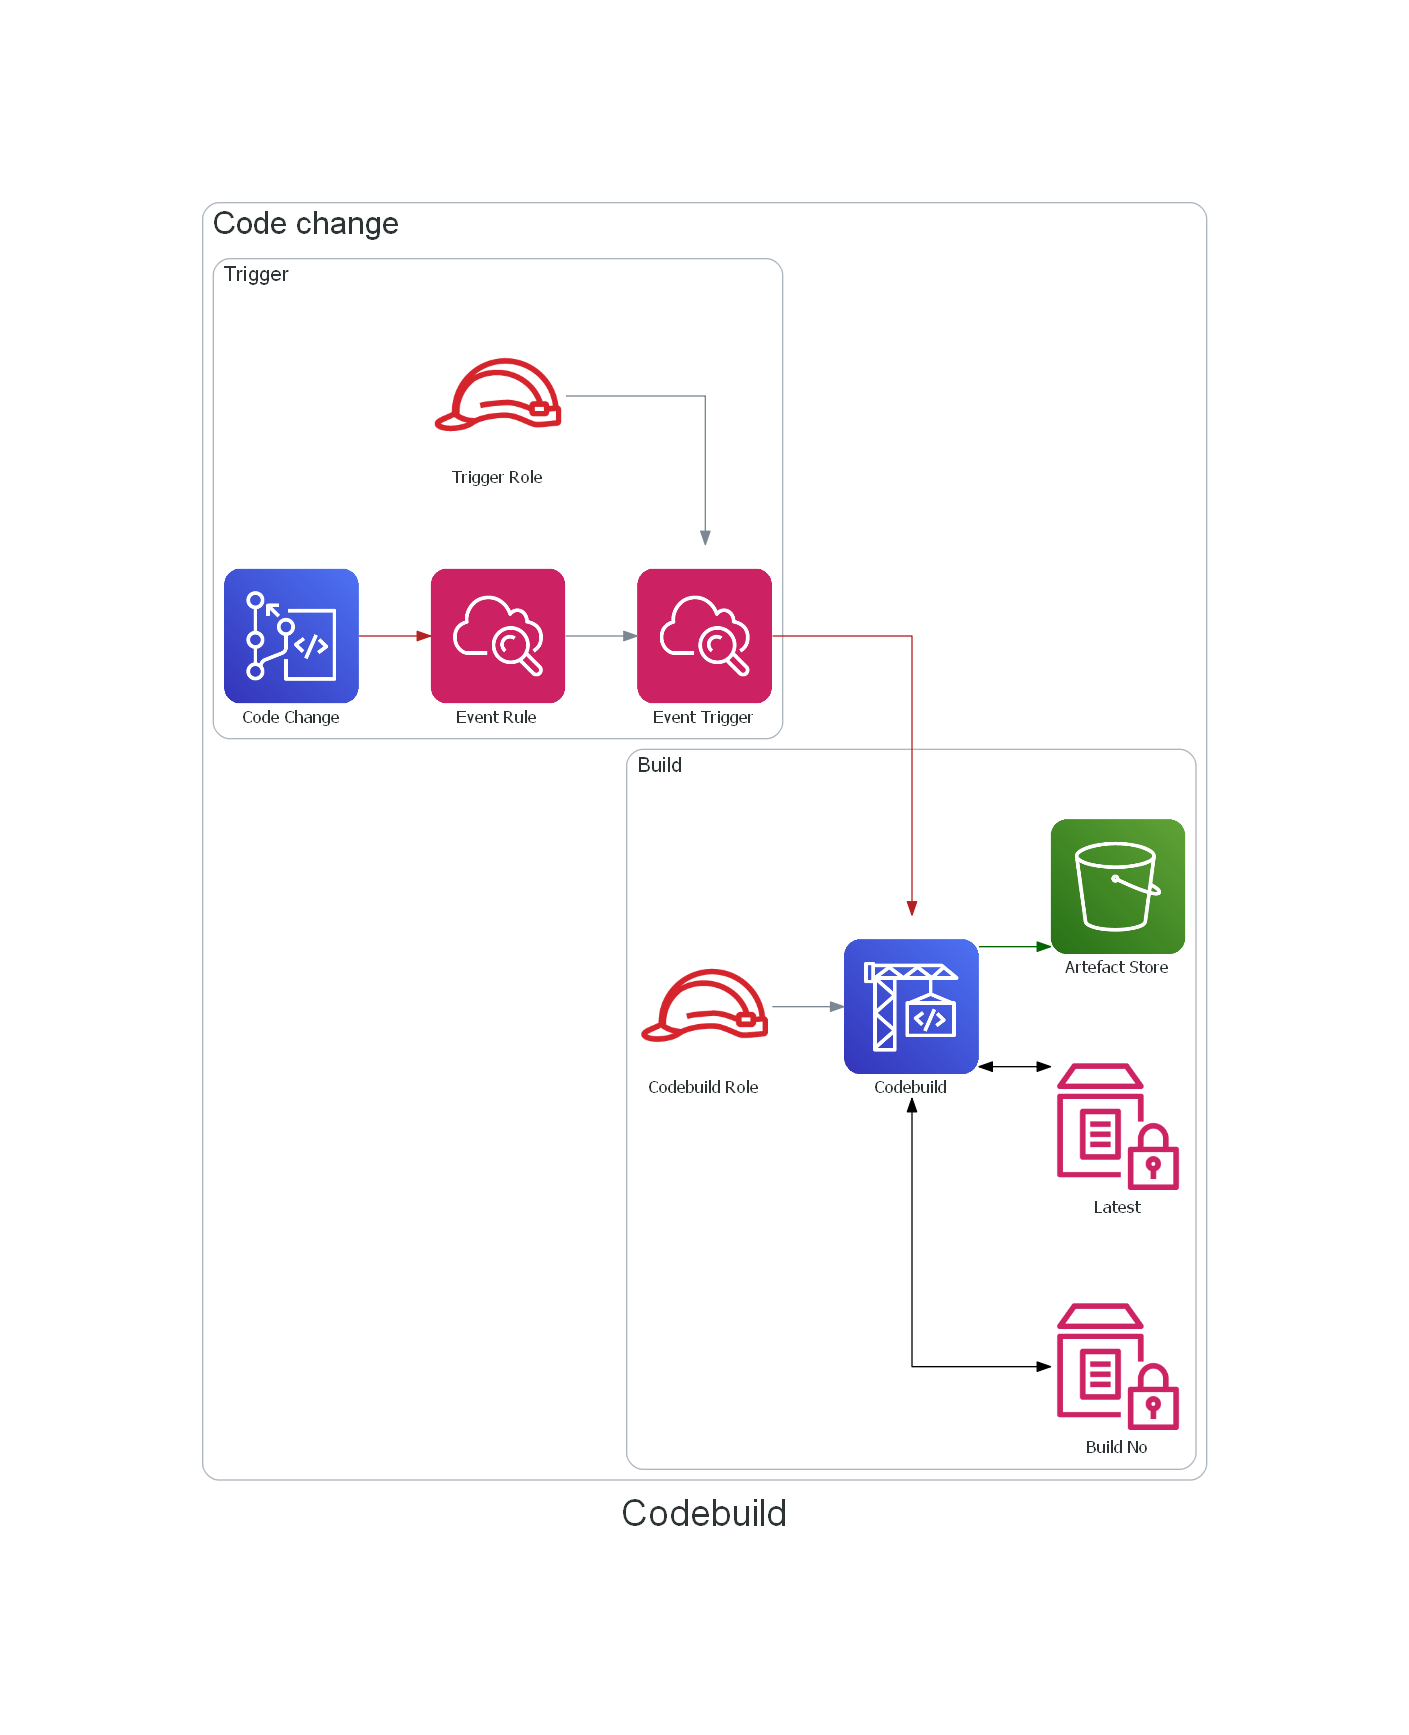 Code change
Trigger
Trigger Role
Code Change
Event Rule
Event Trigger
Build
Artefact Store
Codebuild Role
Codebuild
Latest
Build No
Codebuild